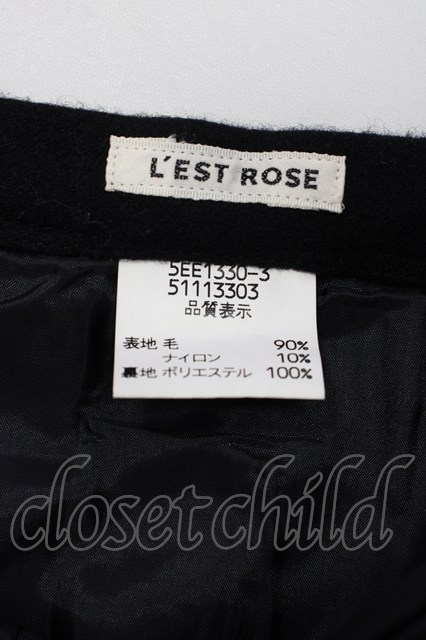 L'EST ROSE
5EE1330-3
51113303
品質表示
表地 毛 90%
ナイロン 10%
裏地 ポリエステル 100%
closet child